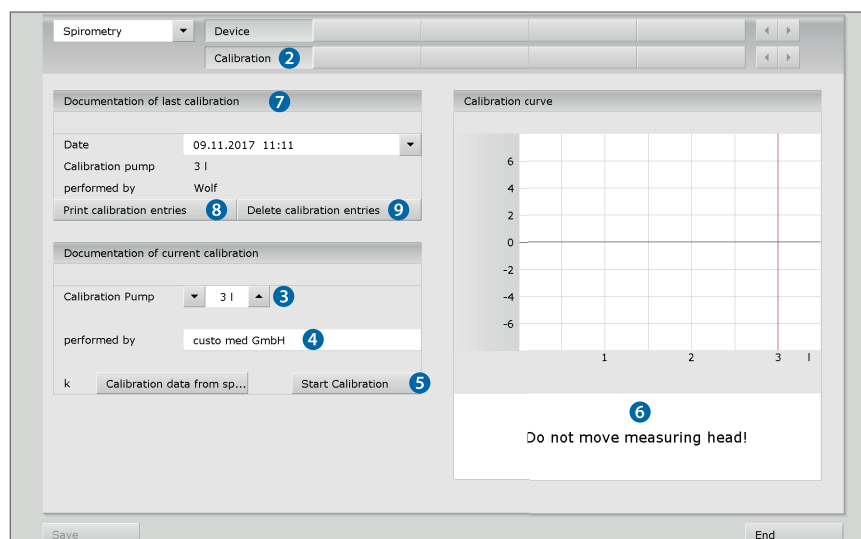 Spirometry Device
Calibration 2
Documentation of last calibration 7
Date 09.11.2017 11:11
Calibration pump 3 l
performed by Wolf
Print calibration entries 8 Delete calibration entries 9
Documentation of current calibration
Calibration Pump 3 l 3
performed by custo med GmbH 4
k Calibration data from sp... Start Calibration 5
Calibration curve
6
4
2
0
-2
-4
-6
1 2 3 l
6
Do not move measuring head!
Save End